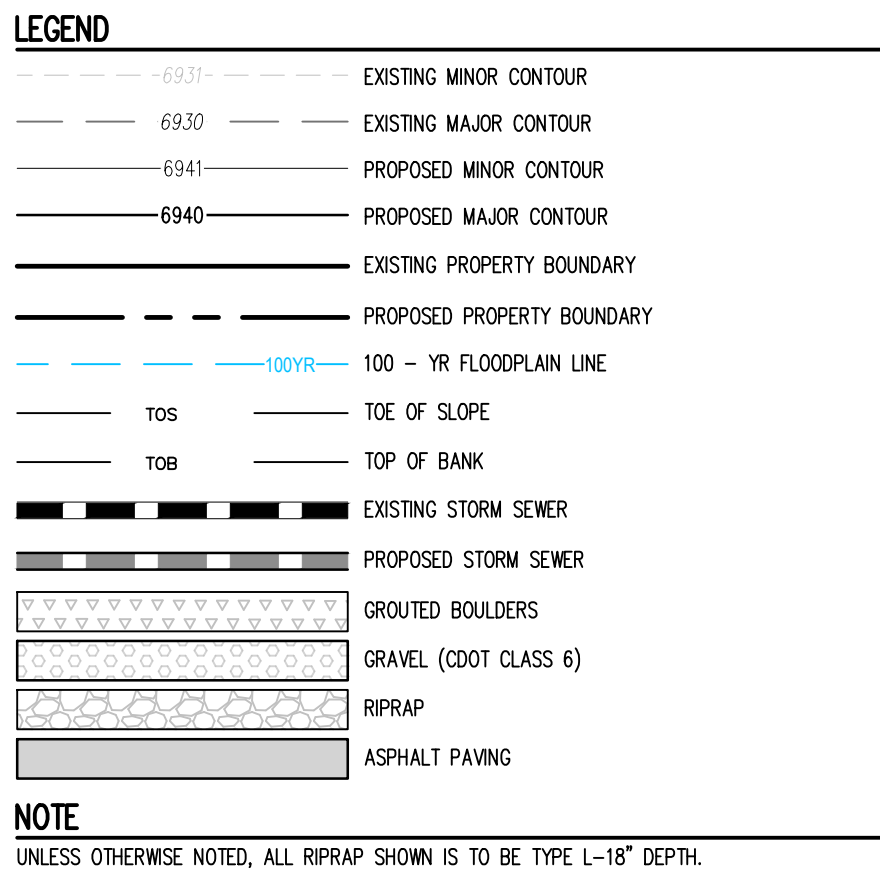 LEGEND
6931 EXISTING MINOR CONTOUR
6930 EXISTING MAJOR CONTOUR
6941 PROPOSED MINOR CONTOUR
6940 PROPOSED MAJOR CONTOUR
EXISTING PROPERTY BOUNDARY
PROPOSED PROPERTY BOUNDARY
100YR 100 - YR FLOODPLAIN LINE
TOS TOE OF SLOPE
TOB TOP OF BANK
EXISTING STORM SEWER
PROPOSED STORM SEWER
GROUTED BOULDERS
GRAVEL (CDOT CLASS 6)
RIPRAP
ASPHALT PAVING
NOTE
UNLESS OTHERWISE NOTED, ALL RIPRAP SHOWN IS TO BE TYPE L-18" DEPTH.